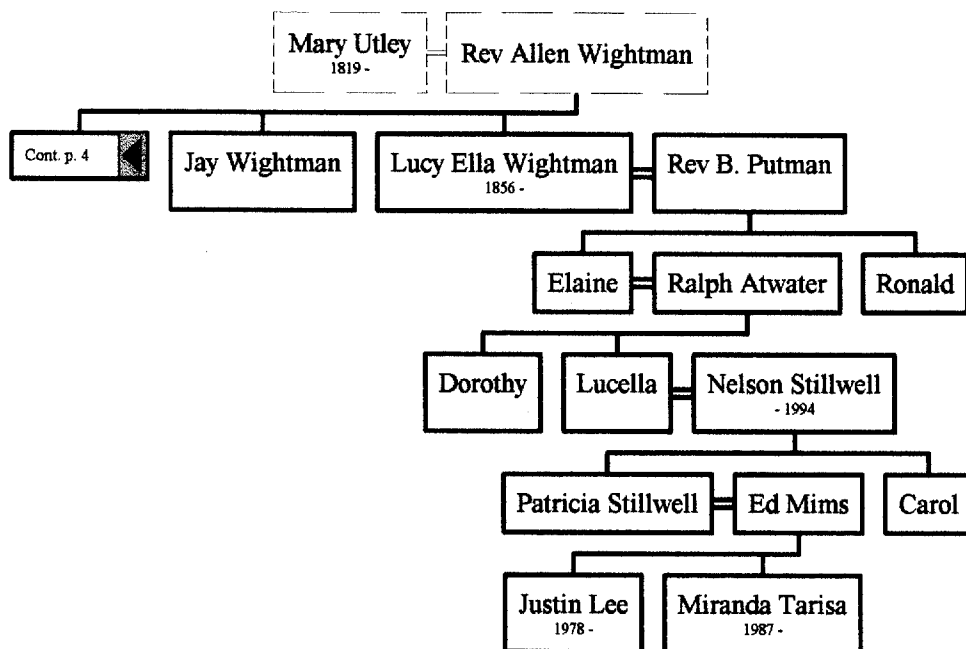 Mary Utley
1819 -
Rev Allen Wightman
Cont. p. 4
Jay Wightman
Lucy Ella Wightman
1856 -
Rev B. Putman
Elaine
Ralph Atwater
Ronald
Dorothy
Lucella
Nelson Stillwell
- 1994
Patricia Stillwell
Ed Mims
Carol
Justin Lee
1978 -
Miranda Tarisa
1987 -